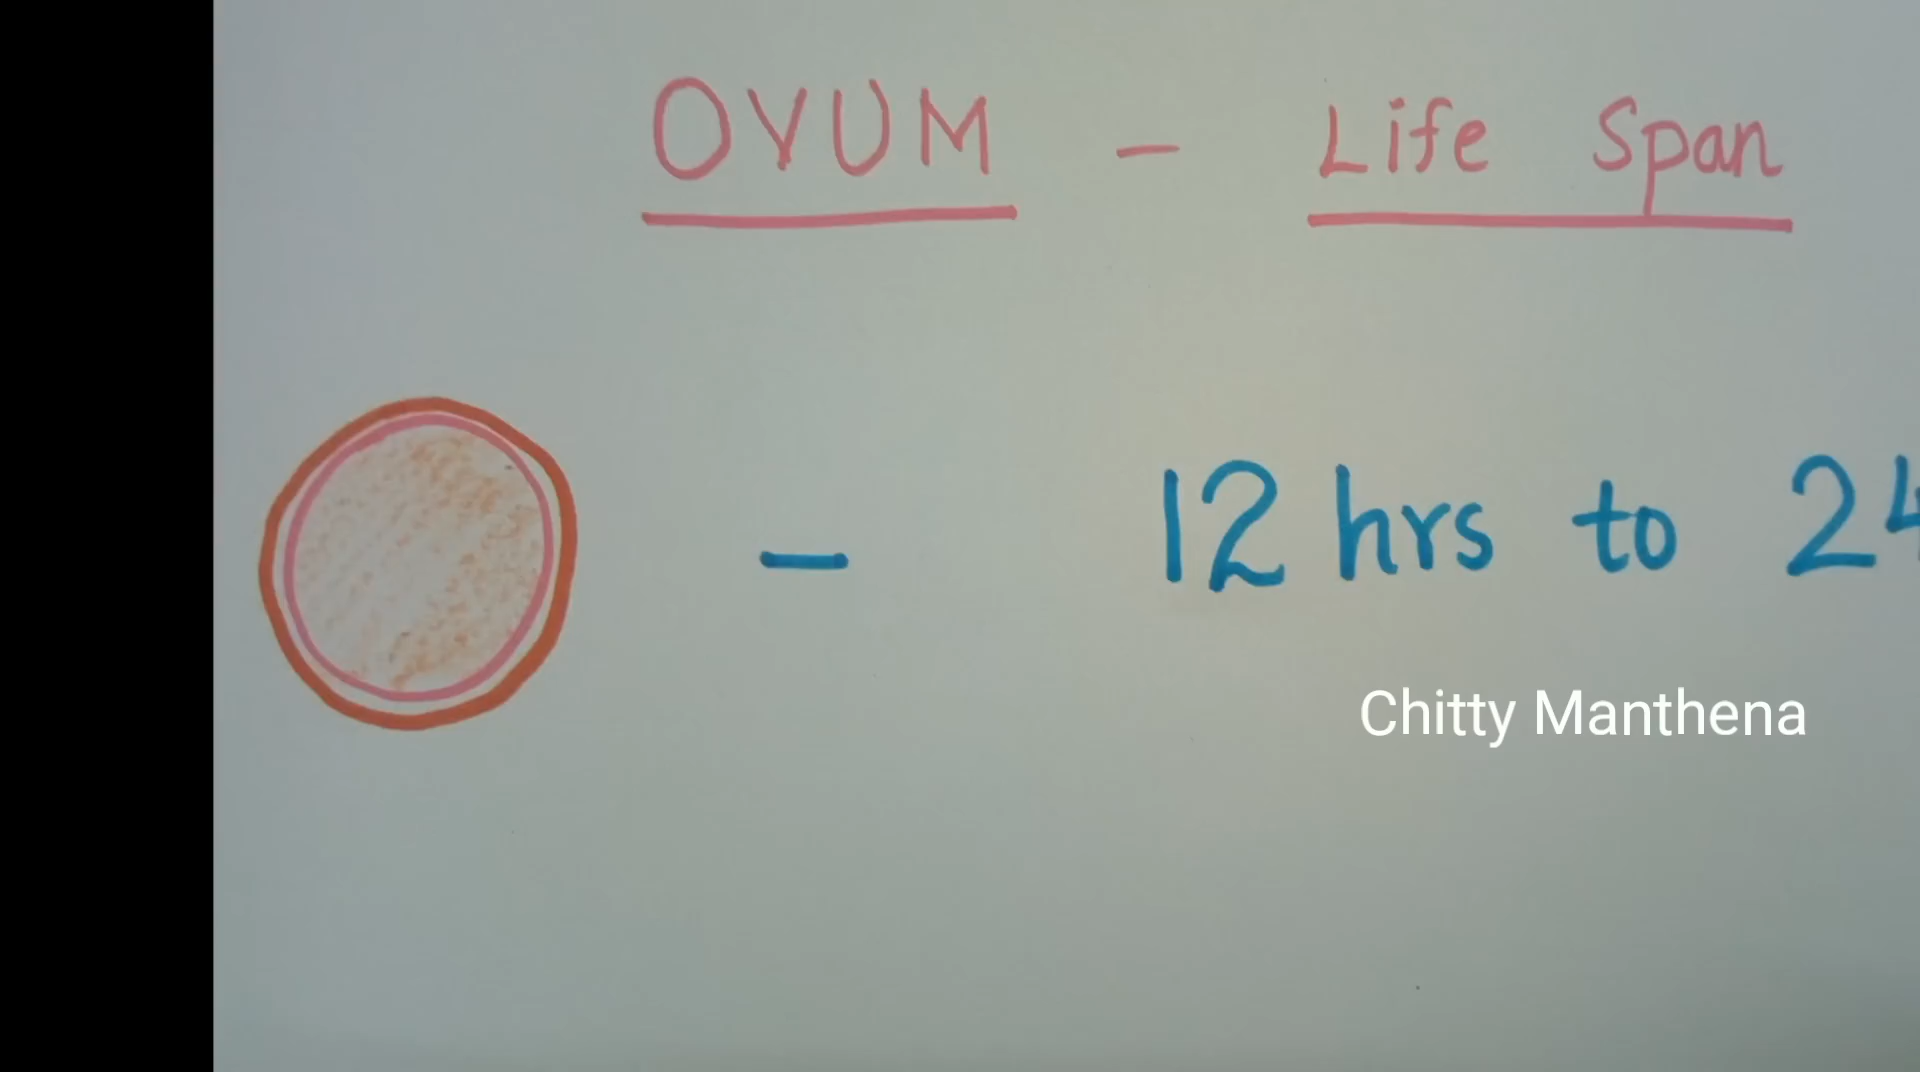 OVUM - Life Span
- 12 hrs to 24
Chitty Manthena